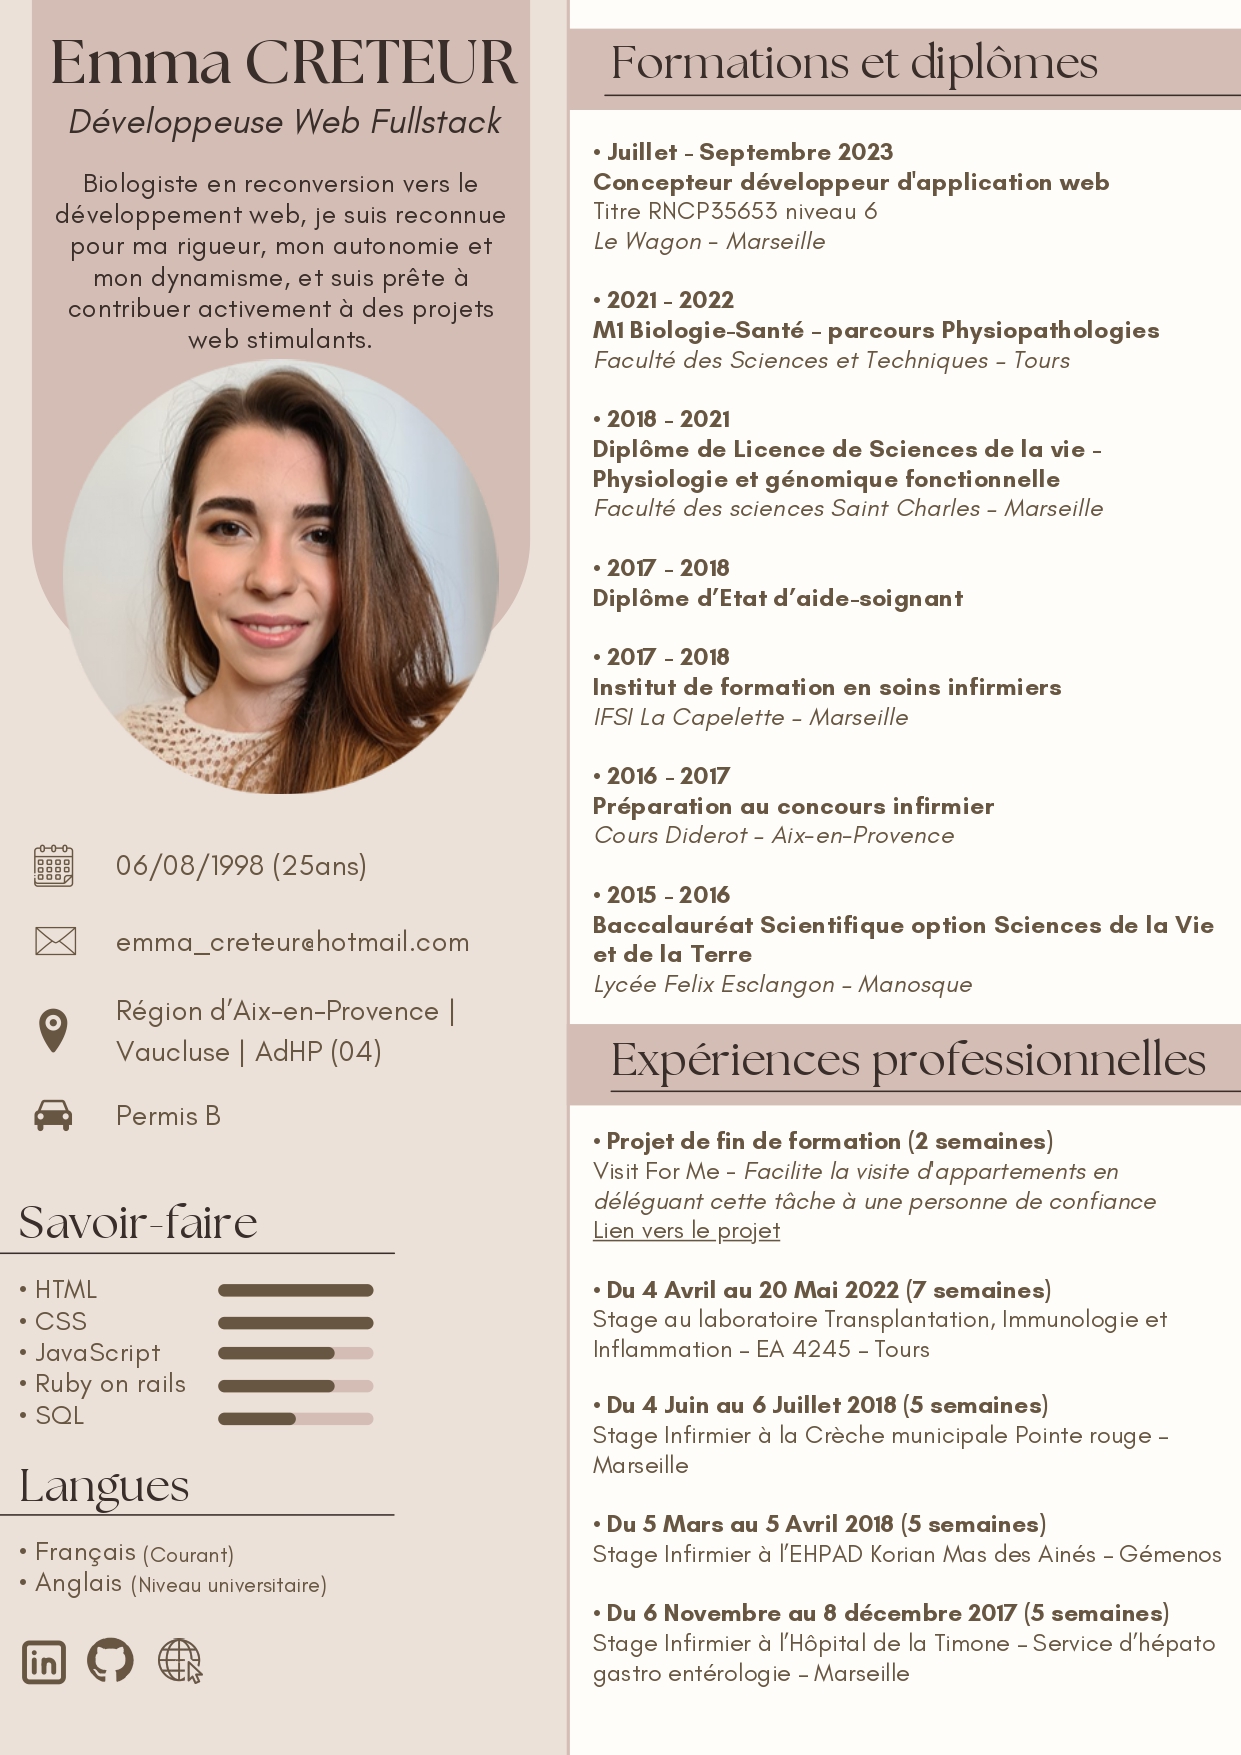 Emma CRETEUR
Développeuse Web Fullstack
Biologiste en reconversion vers le
développement web, je suis reconnue
pour ma rigueur, mon autonomie et
mon dynamisme, et suis prête à
contribuer activement à des projets
web stimulants.
06/08/1998 (25ans)
emma_creteur@hotmail.com
Région d’Aix-en-Provence |
Vaucluse | AdHP (04)
Permis B
Savoir-faire
• HTML
• CSS
• JavaScript
• Ruby on rails
• SQL
Langues
• Français (Courant)
• Anglais (Niveau universitaire)
in
Formations et diplômes
• Juillet - Septembre 2023
Concepteur développeur d'application web
Titre RNCP35653 niveau 6
Le Wagon - Marseille
• 2021 - 2022
M1 Biologie-Santé - parcours Physiopathologies
Faculté des Sciences et Techniques - Tours
• 2018 - 2021
Diplôme de Licence de Sciences de la vie -
Physiologie et génomique fonctionnelle
Faculté des sciences Saint Charles - Marseille
• 2017 - 2018
Diplôme d’Etat d’aide-soignant
• 2017 - 2018
Institut de formation en soins infirmiers
IFSI La Capelette - Marseille
• 2016 - 2017
Préparation au concours infirmier
Cours Diderot - Aix-en-Provence
• 2015 - 2016
Baccalauréat Scientifique option Sciences de la Vie
et de la Terre
Lycée Felix Esclangon - Manosque
Expériences professionnelles
• Projet de fin de formation (2 semaines)
Visit For Me - Facilite la visite d'appartements en
déléguant cette tâche à une personne de confiance
Lien vers le projet
• Du 4 Avril au 20 Mai 2022 (7 semaines)
Stage au laboratoire Transplantation, Immunologie et
Inflammation - EA 4245 - Tours
• Du 4 Juin au 6 Juillet 2018 (5 semaines)
Stage Infirmier à la Crèche municipale Pointe rouge -
Marseille
• Du 5 Mars au 5 Avril 2018 (5 semaines)
Stage Infirmier à l’EHPAD Korian Mas des Ainés - Gémenos
• Du 6 Novembre au 8 décembre 2017 (5 semaines)
Stage Infirmier à l’Hôpital de la Timone - Service d’hépato
gastro entérologie - Marseille